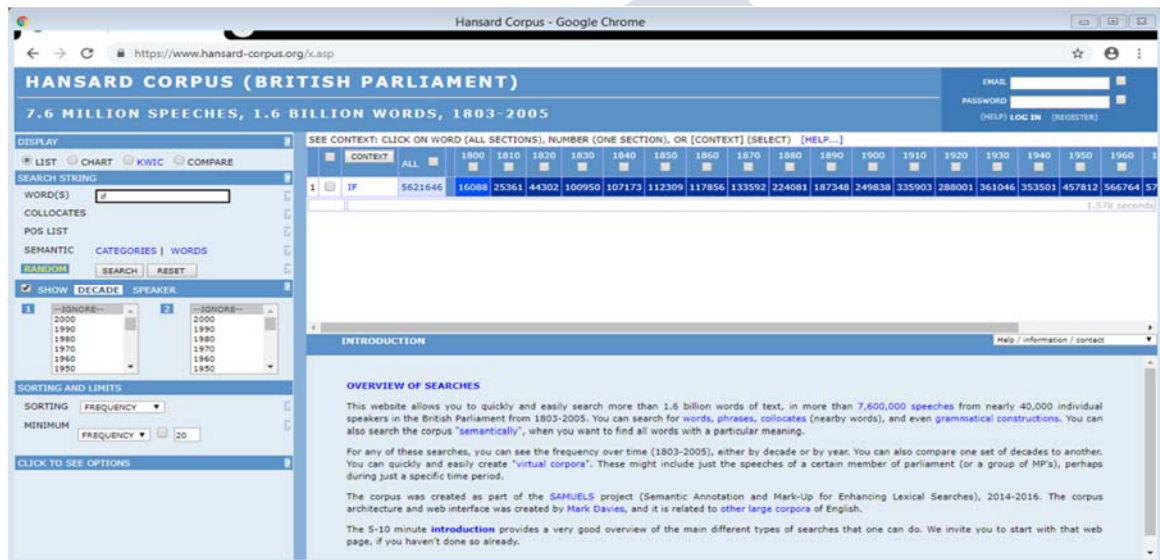 Hansard Corpus - Google Chrome
https://www.hansard-corpus.org/x.asp
HANSARD CORPUS (BRITISH PARLIAMENT)
7.6 MILLION SPEECHES, 1.6 BILLION WORDS, 1803-2005
EMAIL
PASSWORD
(HELP) LOG IN (REGISTER)
DISPLAY
LIST CHART KWIC COMPARE
SEARCH STRING
WORD(S) if
COLLOCATES
POS LIST
SEMANTIC CATEGORIES | WORDS
RANDOM SEARCH RESET
SHOW DECADE SPEAKER
1 --IGNORE-- 2 --IGNORE--
2000 2000
1990 1990
1980 1980
1970 1970
1960 1960
1950 1950
SORTING AND LIMITS
SORTING FREQUENCY
MINIMUM FREQUENCY 20
CLICK TO SEE OPTIONS
SEE CONTEXT: CLICK ON WORD (ALL SECTIONS), NUMBER (ONE SECTION), OR [CONTEXT] (SELECT) [HELP...]
CONTEXT ALL 1800 1810 1820 1830 1840 1850 1860 1870 1880 1890 1900 1910 1920 1930 1940 1950 1960 1
1 IF 5621646 16088 25361 44302 100950 107173 112309 117856 133592 224081 187348 249838 335903 288001 361046 353501 457812 566764 57
1.578 seconds
INTRODUCTION
Help / information / contact
OVERVIEW OF SEARCHES
This website allows you to quickly and easily search more than 1.6 billion words of text, in more than 7,600,000 speeches from nearly 40,000 individual
speakers in the British Parliament from 1803-2005. You can search for words, phrases, collocates (nearby words), and even grammatical constructions. You can
also search the corpus "semantically", when you want to find all words with a particular meaning.
For any of these searches, you can see the frequency over time (1803-2005), either by decade or by year. You can also compare one set of decades to another.
You can quickly and easily create "virtual corpora". These might include just the speeches of a certain member of parliament (or a group of MP's), perhaps
during just a specific time period.
The corpus was created as part of the SAMUELS project (Semantic Annotation and Mark-Up for Enhancing Lexical Searches), 2014-2016. The corpus
architecture and web interface was created by Mark Davies, and it is related to other large corpora of English.
The 5-10 minute introduction provides a very good overview of the main different types of searches that one can do. We invite you to start with that web
page, if you haven't done so already.